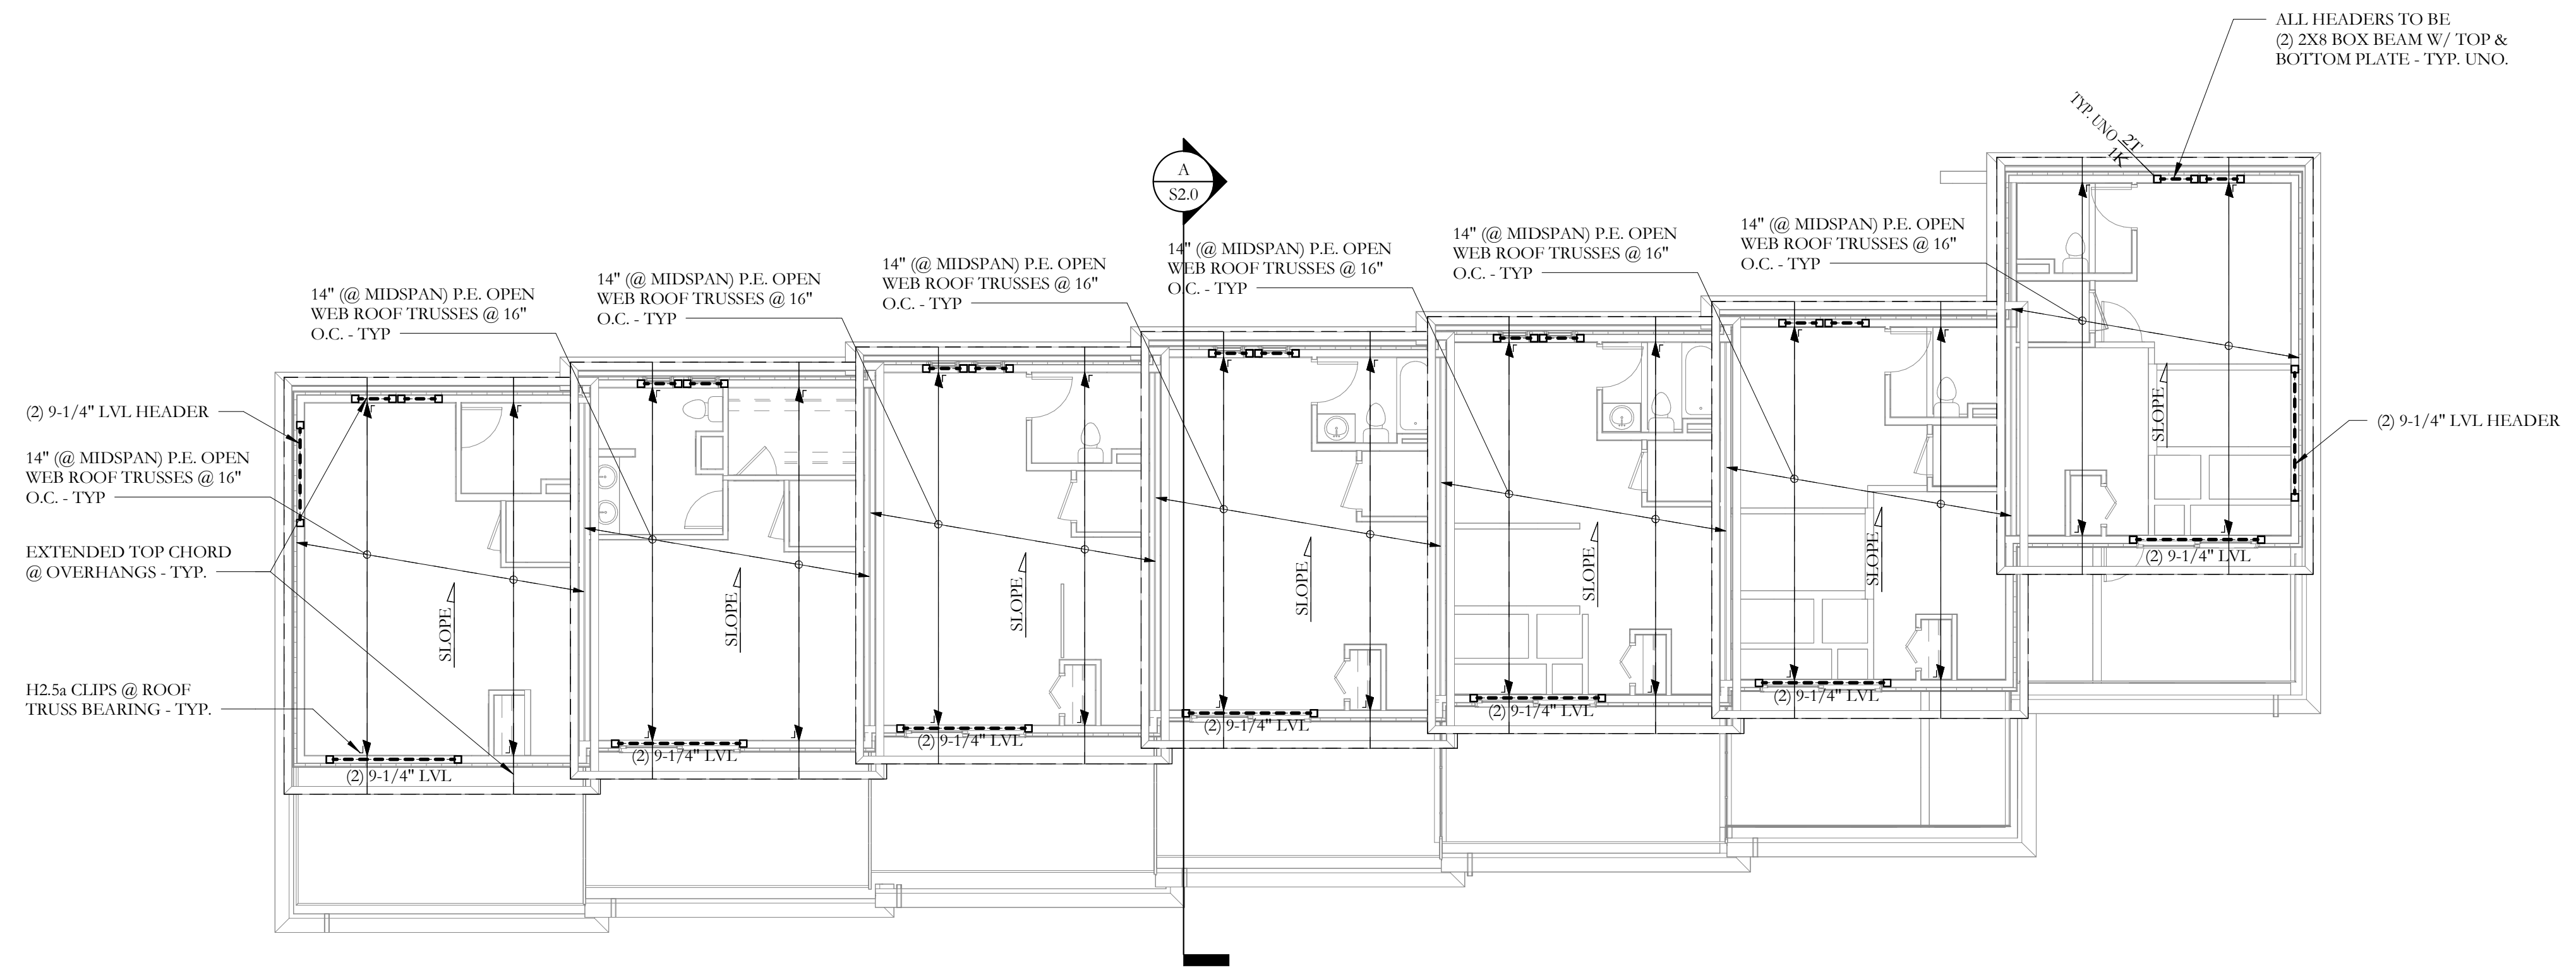 ALL HEADERS TO BE
(2) 2X8 BOX BEAM W/ TOP &
BOTTOM PLATE - TYP. UNO.
TYP. UNO
2T
1K
A
S2.0
14" (@ MIDSPAN) P.E. OPEN
WEB ROOF TRUSSES @ 16"
O.C. - TYP
14" (@ MIDSPAN) P.E. OPEN
WEB ROOF TRUSSES @ 16"
O.C. - TYP
14" (@ MIDSPAN) P.E. OPEN
WEB ROOF TRUSSES @ 16"
O.C. - TYP
14" (@ MIDSPAN) P.E. OPEN
WEB ROOF TRUSSES @ 16"
O.C. - TYP
14" (@ MIDSPAN) P.E. OPEN
WEB ROOF TRUSSES @ 16"
O.C. - TYP
14" (@ MIDSPAN) P.E. OPEN
WEB ROOF TRUSSES @ 16"
O.C. - TYP
(2) 9-1/4" LVL HEADER
14" (@ MIDSPAN) P.E. OPEN
WEB ROOF TRUSSES @ 16"
O.C. - TYP
EXTENDED TOP CHORD
@ OVERHANGS - TYP.
H2.5a CLIPS @ ROOF
TRUSS BEARING - TYP.
(2) 9-1/4" LVL HEADER
SLOPE
SLOPE
SLOPE
SLOPE
SLOPE
SLOPE
SLOPE
(2) 9-1/4" LVL
(2) 9-1/4" LVL
(2) 9-1/4" LVL
(2) 9-1/4" LVL
(2) 9-1/4" LVL
(2) 9-1/4" LVL
(2) 9-1/4" LVL